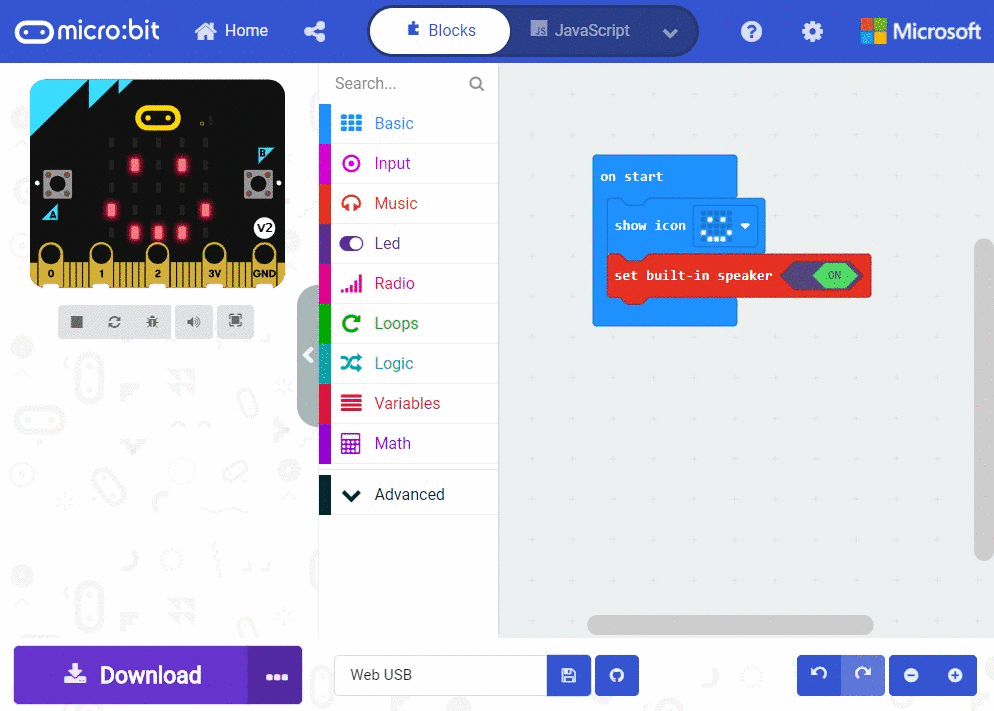 micro:bit Home Blocks JS JavaScript ? Microsoft
Search...
Basic
Input
Music
Led
Radio
Loops
Logic
Variables
Math
Advanced
B
A
V2
0 1 2 3V GND
on start
show icon
set built-in speaker ON
Download ...
Web USB